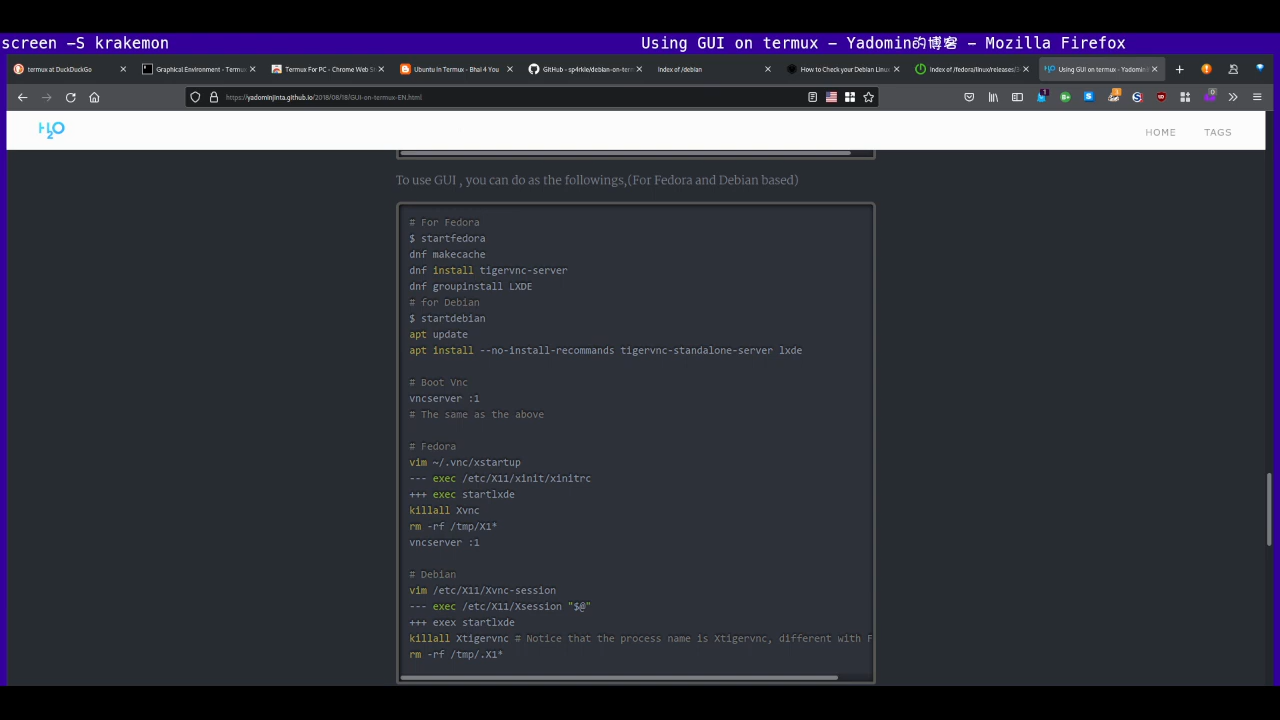 screen -S krakemon
Using GUI on termux — Yadomin的博客 — Mozilla Firefox
termux at DuckDuckGo
Graphical Environment - Termu
Termux For PC - Chrome Web S
Ubuntu in Termux - Bhai 4 You
GitHub - sp4rkie/debian-on-ter
Index of /debian
How to Check your Debian Linu
Index of /fedora/linux/releases/3
Using GUI on termux - Yadomin
https://yadominjinta.github.io/2018/08/18/GUI-on-termux-EN.html
H2O
HOME
TAGS
To use GUI , you can do as the followings,(For Fedora and Debian based)
# For Fedora
$ startfedora
dnf makecache
dnf install tigervnc-server
dnf groupinstall LXDE
# for Debian
$ startdebian
apt update
apt install --no-install-recommands tigervnc-standalone-server lxde
# Boot Vnc
vncserver :1
# The same as the above
# Fedora
vim ~/.vnc/xstartup
--- exec /etc/X11/xinit/xinitrc
+++ exec startlxde
killall Xvnc
rm -rf /tmp/X1*
vncserver :1
# Debian
vim /etc/X11/Xvnc-session
--- exec /etc/X11/Xsession "$@"
+++ exex startlxde
killall Xtigervnc # Notice that the process name is Xtigervnc, different with F
rm -rf /tmp/.X1*